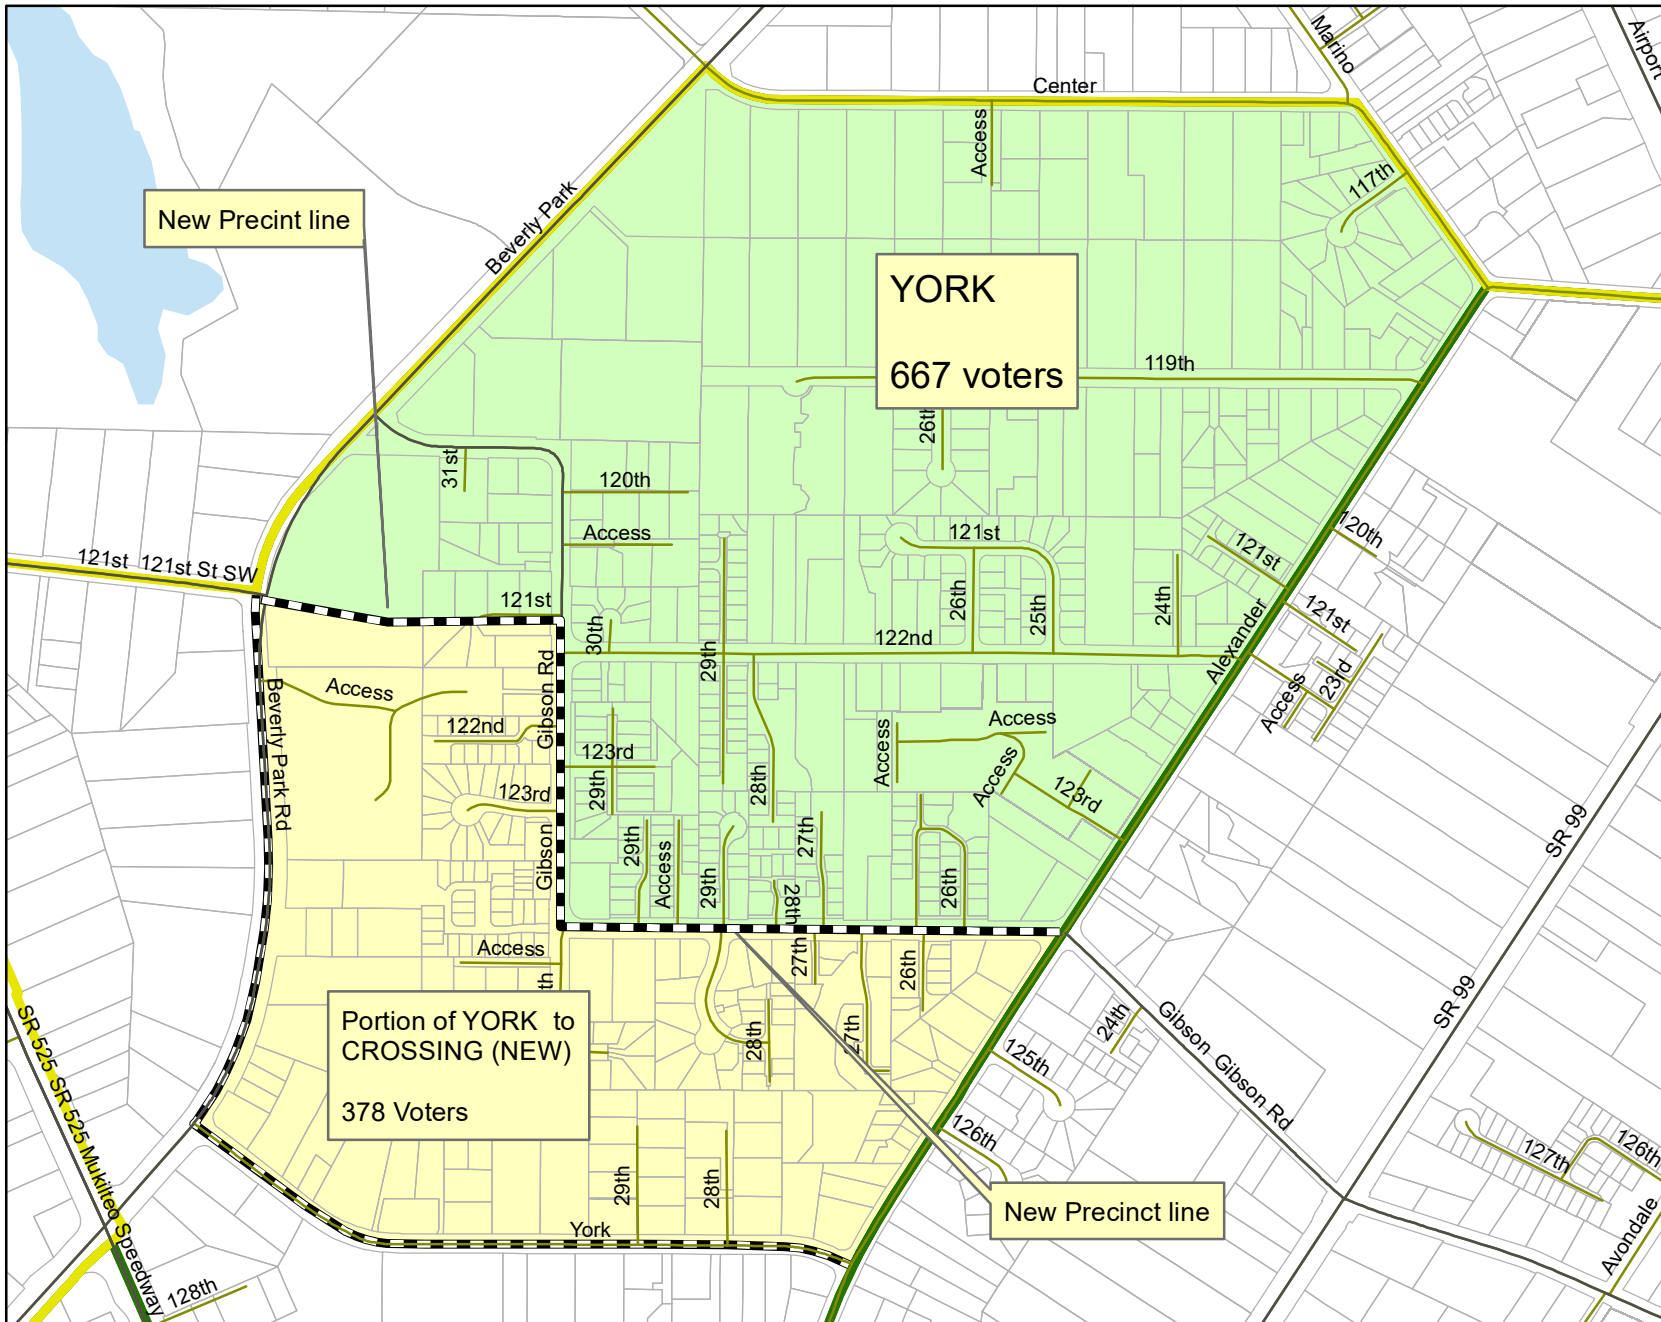 Marino
Airport
Center
Access
117th
Beverly Park
New Precint line
YORK
667 voters
119th
26th
31st
120th
Access
121st
121st
120th
121st 121st St SW
121st
30th
29th
26th
25th
24th
122nd
Alexander
121st
23rd
Access
Access
Beverly Park Rd
Gibson Rd
122nd
123rd
29th
28th
Access
Access
Access
123rd
123rd
Gibson
29th
Access
29th
28th
27th
26th
SR 99
Access
th
27th
26th
SR 99
Portion of YORK to
CROSSING (NEW)
378 Voters
28th
27th
24th
125th
Gibson Gibson Rd
126th
SR 525 SR 525 Mukilteo Speedway
29th
28th
York
New Precinct line
127th
126th
Avondale
128th